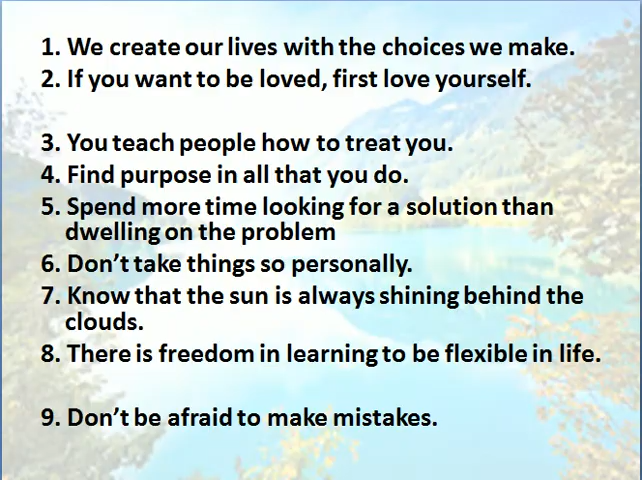 1. We create our lives with the choices we make.
2. If you want to be loved, first love yourself.
3. You teach people how to treat you.
4. Find purpose in all that you do.
5. Spend more time looking for a solution than
dwelling on the problem
6. Don’t take things so personally.
7. Know that the sun is always shining behind the
clouds.
8. There is freedom in learning to be flexible in life.
9. Don’t be afraid to make mistakes.